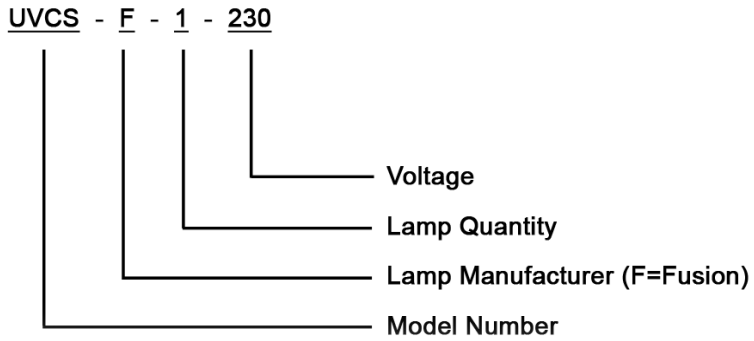 UVCS - F - 1 - 230
Voltage
Lamp Quantity
Lamp Manufacturer (F=Fusion)
Model Number